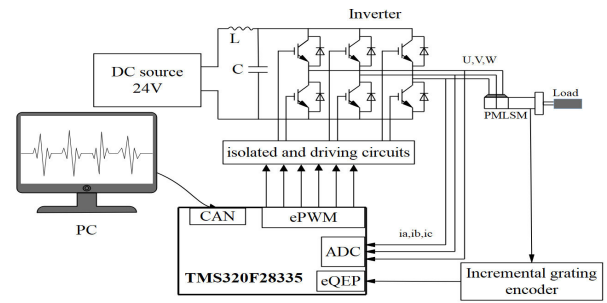 Inverter
L
DC source
24V
C
U,V,W
Load
PMLSM
isolated and driving circuits
PC
CAN
ePWM
ia,ib,ic
ADC
TMS320F28335
eQEP
Incremental grating
encoder